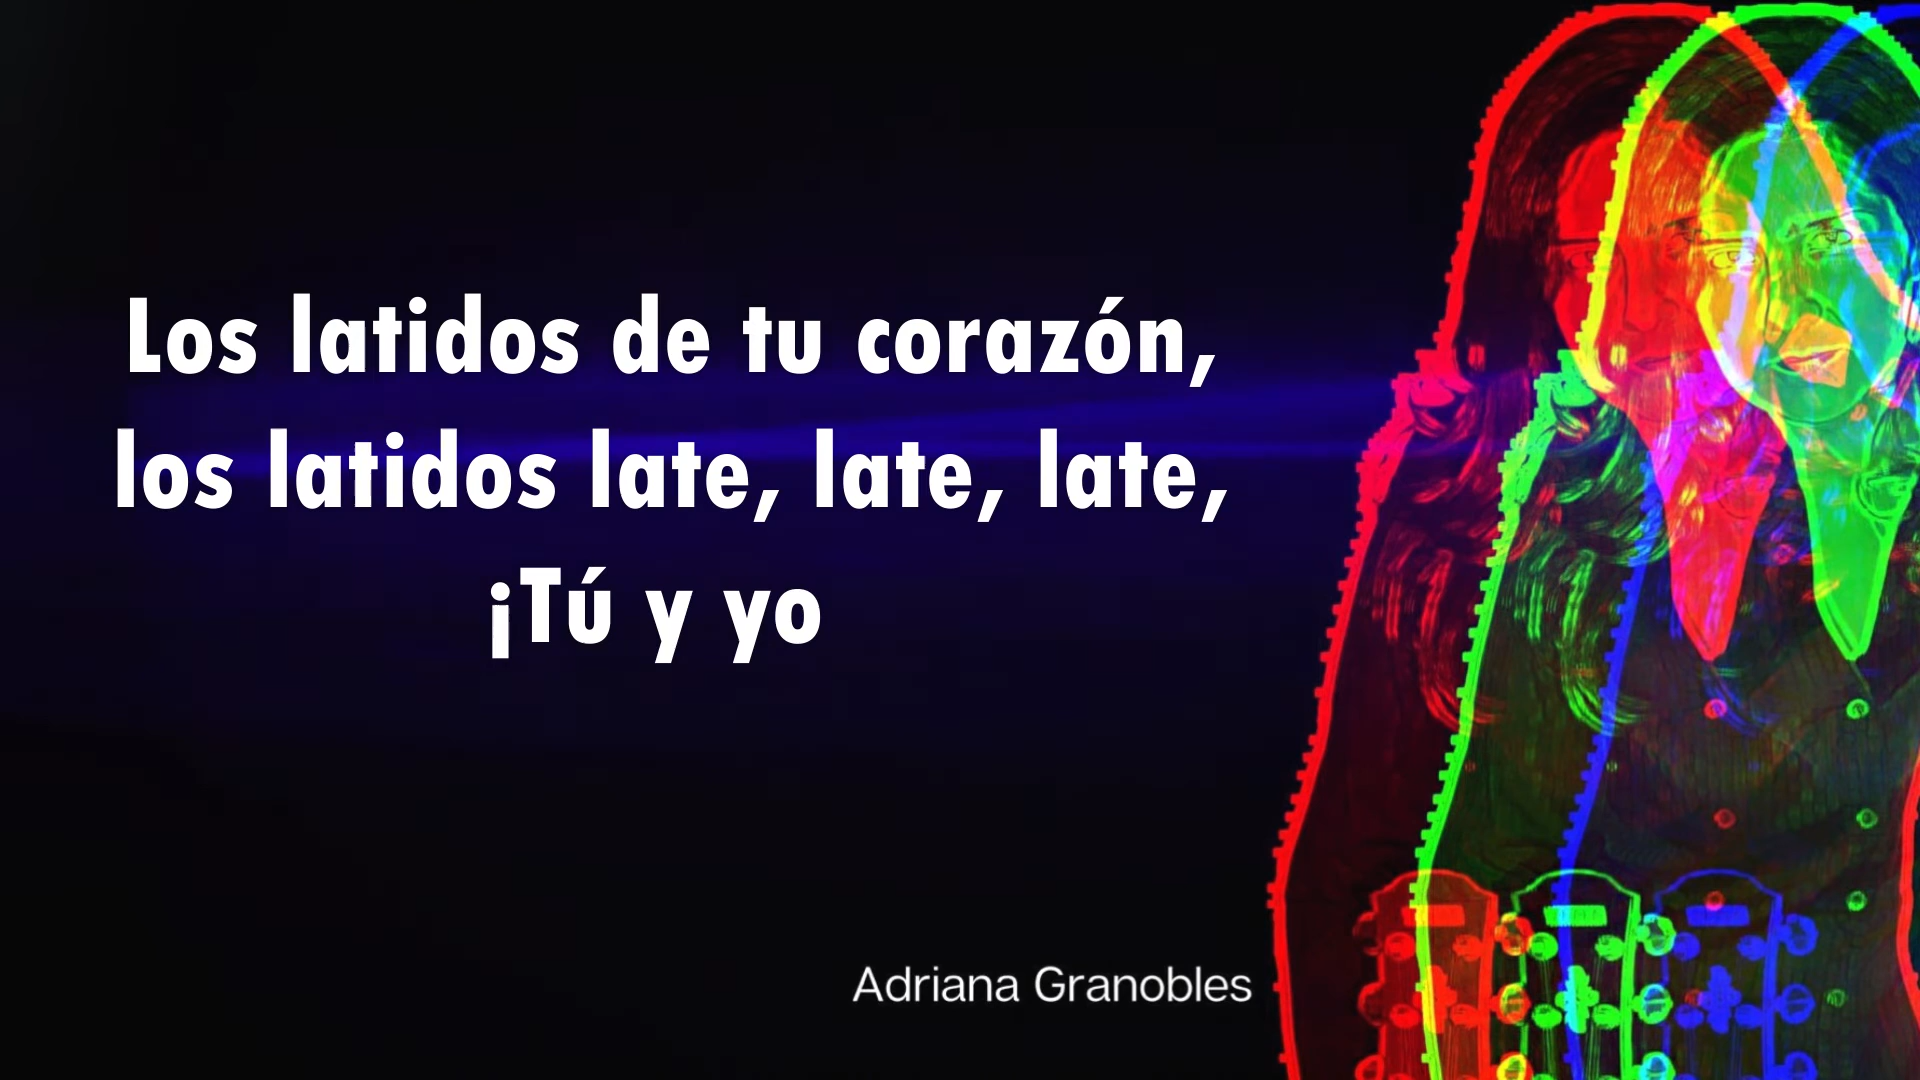 Los latidos de tu corazón,
los latidos late, late, late,
¡Tú y yo
Adriana Granobles